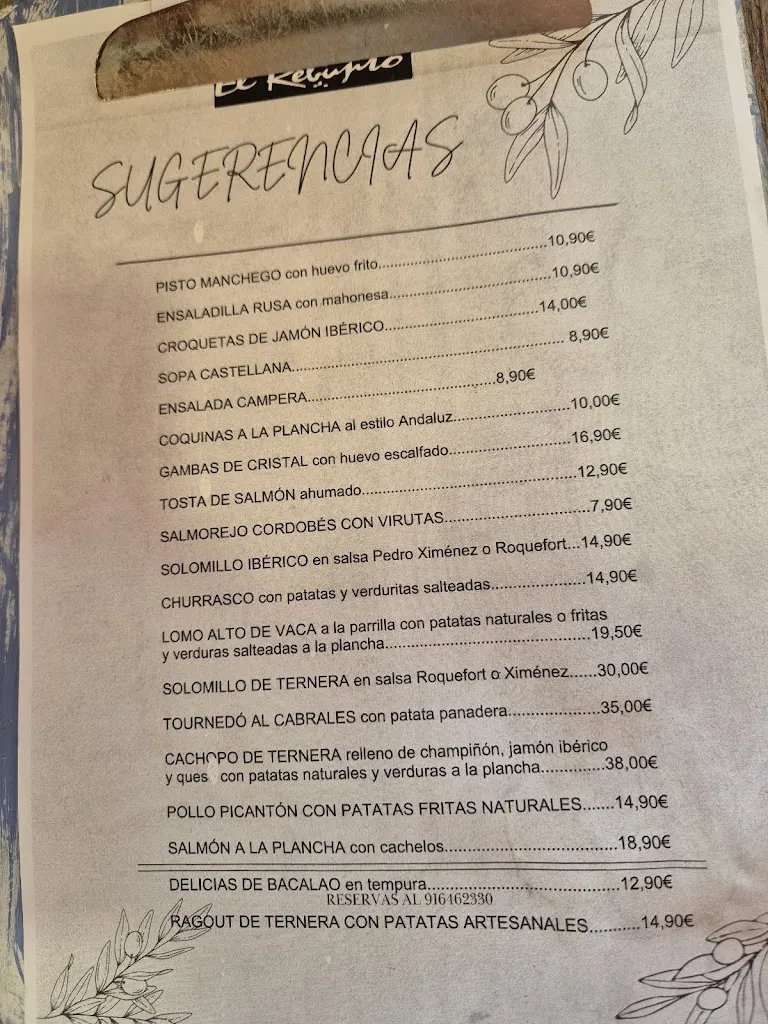 El Rebujito
SUGERENCIAS
PISTO MANCHEGO con huevo frito..........................................10,90€
ENSALADILLA RUSA con mahonesa........................................10,90€
CROQUETAS DE JAMÓN IBÉRICO......................................14,00€
SOPA CASTELLANA.................................................................. 8,90€
ENSALADA CAMPERA.............................................8,90€
COQUINAS A LA PLANCHA al estilo Andaluz............................10,00€
GAMBAS DE CRISTAL con huevo escalfado.............................16,90€
TOSTA DE SALMÓN ahumado....................................................12,90€
SALMOREJO CORDOBÉS CON VIRUTAS....................................7,90€
SOLOMILLO IBÉRICO en salsa Pedro Ximénez o Roquefort...14,90€
CHURRASCO con patatas y verduritas salteadas......................14,90€
LOMO ALTO DE VACA a la parrilla con patatas naturales o fritas
y verduras salteadas a la plancha.................................................19,50€
SOLOMILLO DE TERNERA en salsa Roquefort o Ximénez......30,00€
TOURNEDÓ AL CABRALES con patata panadera......................35,00€
CACHOPO DE TERNERA relleno de champiñón, jamón ibérico
y ques con patatas naturales y verduras a la plancha..............38,00€
POLLO PICANTÓN CON PATATAS FRITAS NATURALES.......14,90€
SALMÓN A LA PLANCHA con cachelos.........................................18,90€
DELICIAS DE BACALAO en tempura.............................................12,90€
RESERVAS AL 916462330
RAGOUT DE TERNERA CON PATATAS ARTESANALES...........14,90€